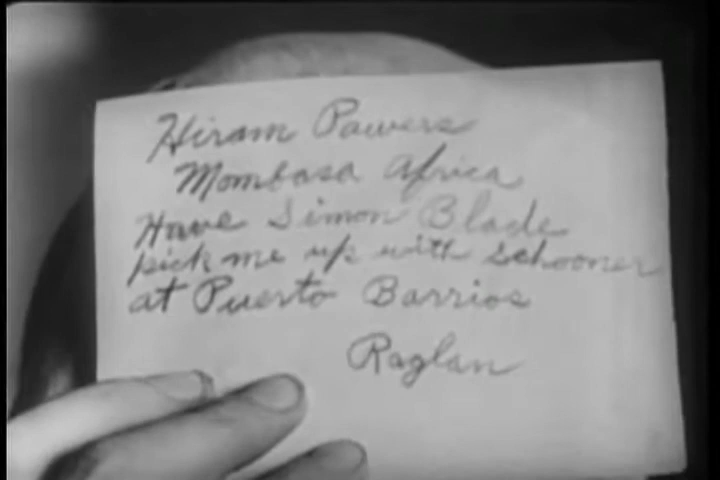 Hiram Powers
Mombasa Africa
Have Simon Blade
pick me up with schooner
at Puerto Barrios
Raglan